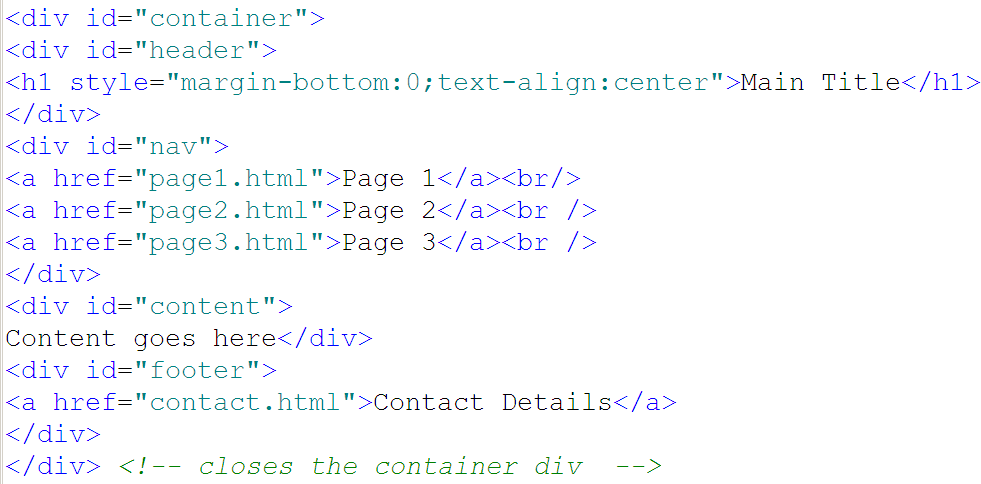 <div id="container">
<div id="header">
<h1 style="margin-bottom:0;text-align:center">Main Title</h1>
</div>
<div id="nav">
<a href="page1.html">Page 1</a><br/>
<a href="page2.html">Page 2</a><br />
<a href="page3.html">Page 3</a><br />
</div>
<div id="content">
Content goes here</div>
<div id="footer">
<a href="contact.html">Contact Details</a>
</div>
</div> <!-- closes the container div  -->